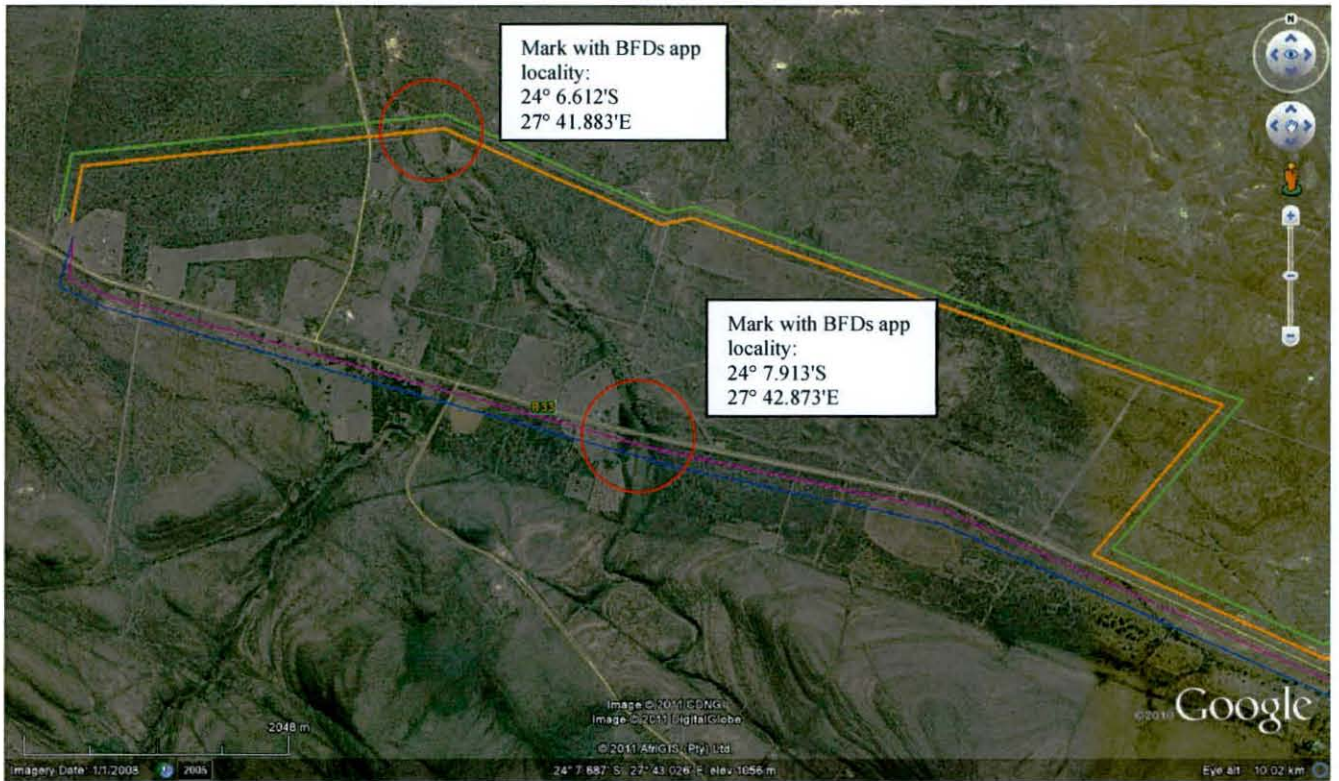 N
Mark with BFDs app
locality:
24° 6.612'S
27° 41.883'E
Mark with BFDs app
locality:
24° 7.913'S
27° 42.873'E
R33
2048 m
Image © 2011 CDNGI
Image © 2011 DigitalGlobe
© 2011 AfriGIS (Pty) Ltd.
©2010 Google
Imagery Date: 1/1/2008
2005
24° 7.687' S 27° 43.026' E elev 1056 m
Eye alt 10.02 km